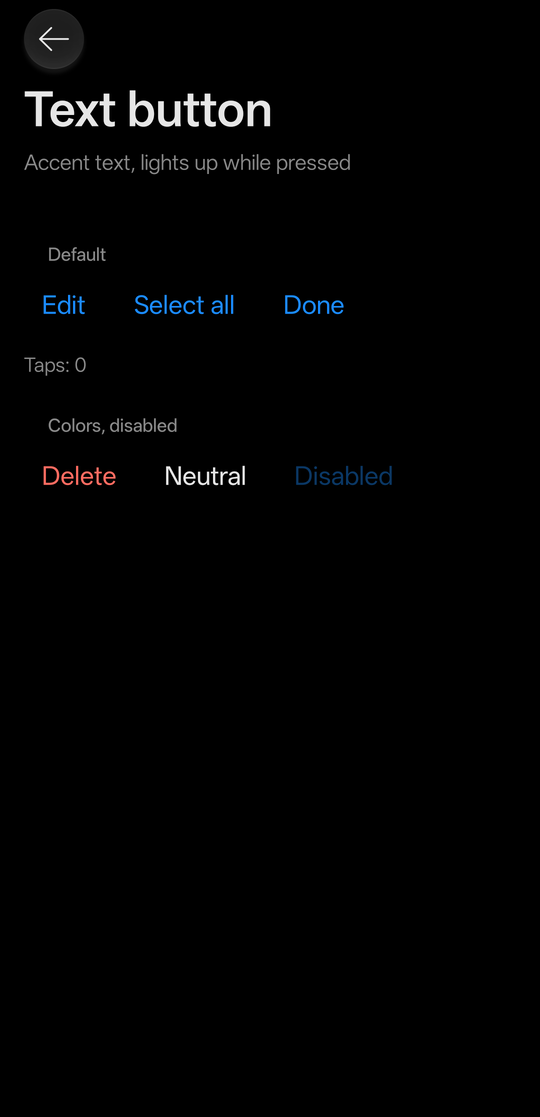 Text button
Accent text, lights up while pressed
Default
Edit Select all Done
Taps: 0
Colors, disabled
Delete Neutral Disabled